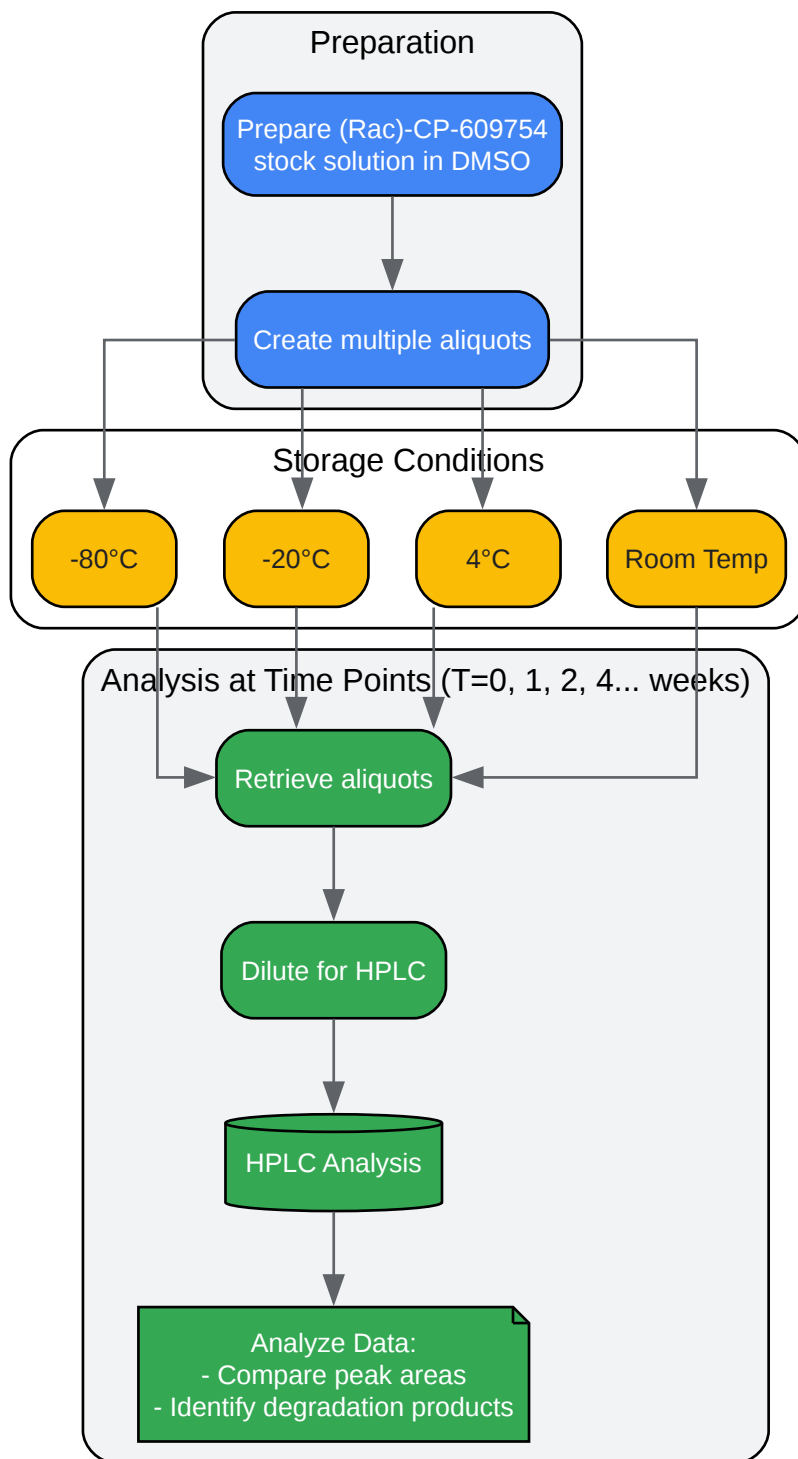 Preparation
Prepare (Rac)-CP-609754
stock solution in DMSO
Create multiple aliquots
Storage Conditions
-80°C
-20°C
4°C
Room Temp
Analysis at Time Points (T=0, 1, 2, 4... weeks)
Retrieve aliquots
Dilute for HPLC
HPLC Analysis
Analyze Data:
- Compare peak areas
- Identify degradation products